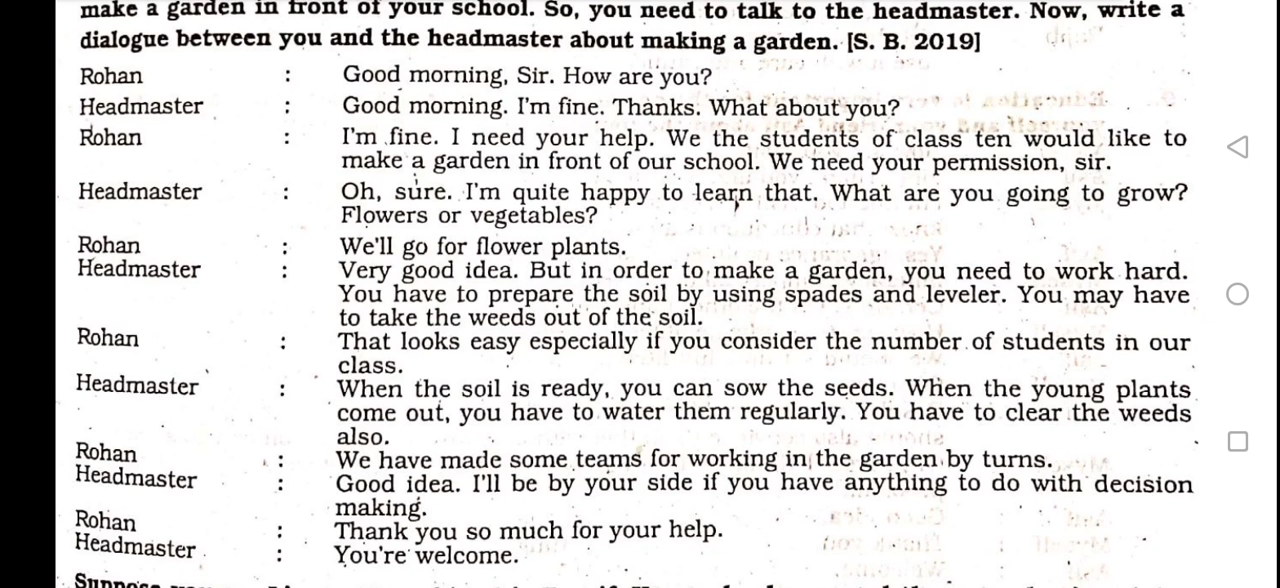 make a garden in front of your school. So, you need to talk to the headmaster. Now, write a
dialogue between you and the headmaster about making a garden. [S. B. 2019]
Rohan : Good morning, Sir. How are you?
Headmaster : Good morning. I'm fine. Thanks. What about you?
Rohan : I'm fine. I need your help. We the students of class ten would like to
make a garden in front of our school. We need your permission, sir.
Headmaster : Oh, sure. I'm quite happy to learn that. What are you going to grow?
Flowers or vegetables?
Rohan : We'll go for flower plants.
Headmaster : Very good idea. But in order to make a garden, you need to work hard.
You have to prepare the soil by using spades and leveler. You may have
to take the weeds out of the soil.
Rohan : That looks easy especially if you consider the number of students in our
class.
Headmaster : When the soil is ready, you can sow the seeds. When the young plants
come out, you have to water them regularly. You have to clear the weeds
also.
Rohan : We have made some teams for working in the garden by turns.
Headmaster : Good idea. I'll be by your side if you have anything to do with decision
making.
Rohan : Thank you so much for your help.
Headmaster : You're welcome.
Suppose